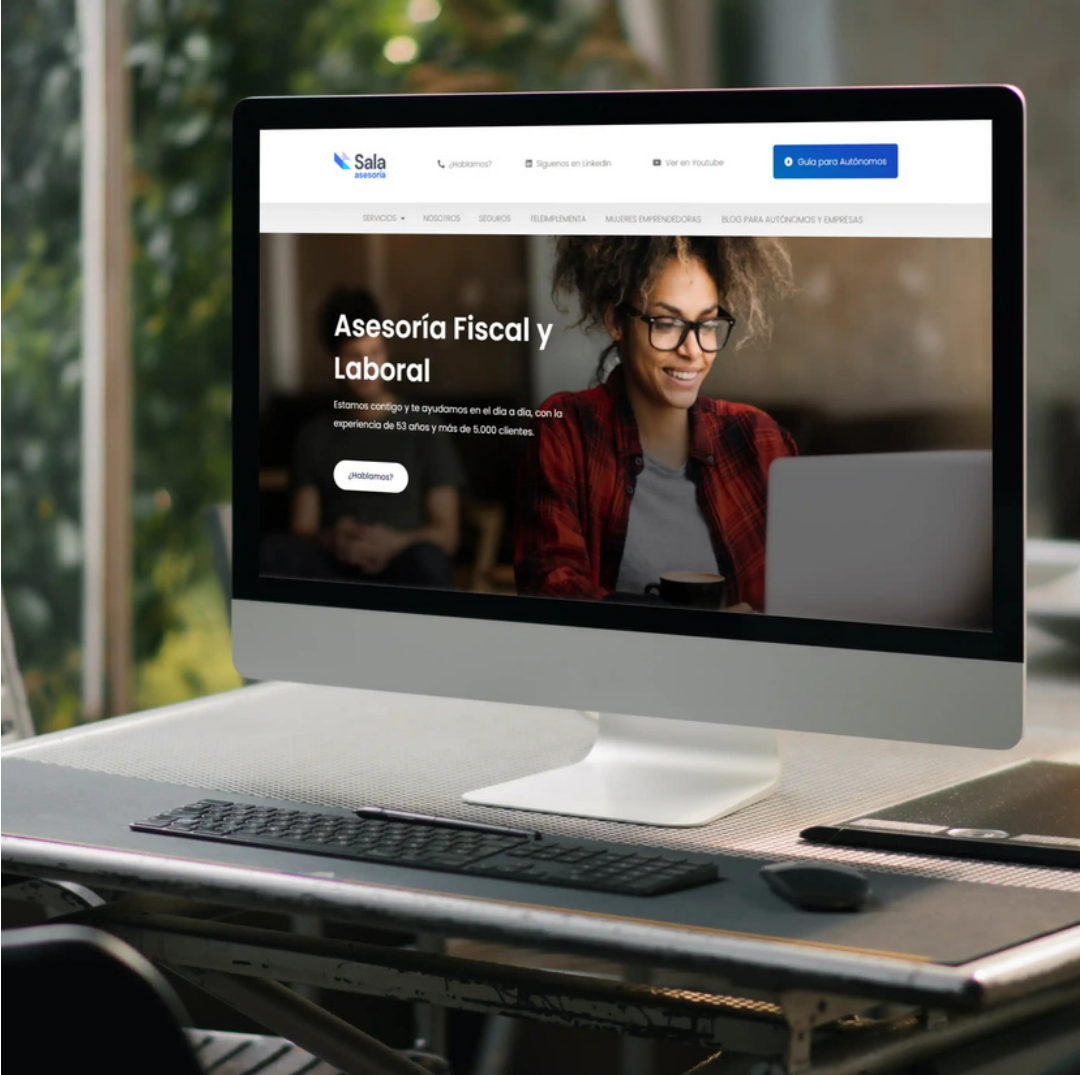 Sala
asesoría
¿Hablamos?
Síguenos en LinkedIn
Ver en Youtube
Guía para Autónomos
SERVICIOS
NOSOTROS
SEGUROS
TELEIMPLEMENTA
MUJERES EMPRENDEDORAS
BLOG PARA AUTÓNOMOS Y EMPRESAS
Asesoría Fiscal y
Laboral
Estamos contigo y te ayudamos en el día a día, con la
experiencia de 53 años y más de 5.000 clientes.
¿Hablamos?